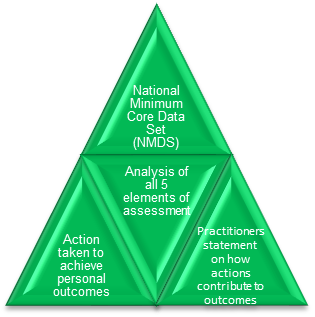 National
Minimum
Core Data
Set
(NMDS)
Analysis of
all 5
elements of
assessment
Action
taken to
achieve
personal
outcomes
Practitioners
statement
on how
actions
contribute to
outcomes